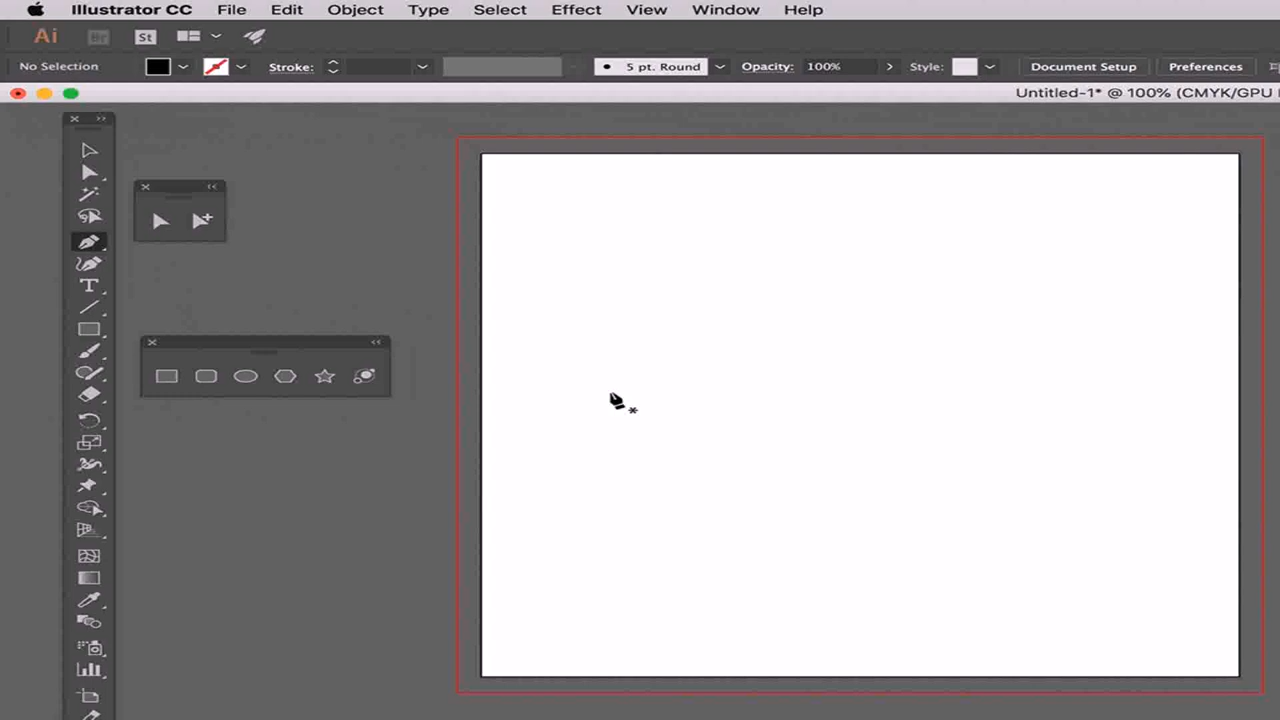 Illustrator CC File Edit Object Type Select Effect View Window Help
Ai Br St
No Selection Stroke: 5 pt. Round Opacity: 100% Style: Document Setup Preferences
Untitled-1* @ 100% (CMYK/GPU
T